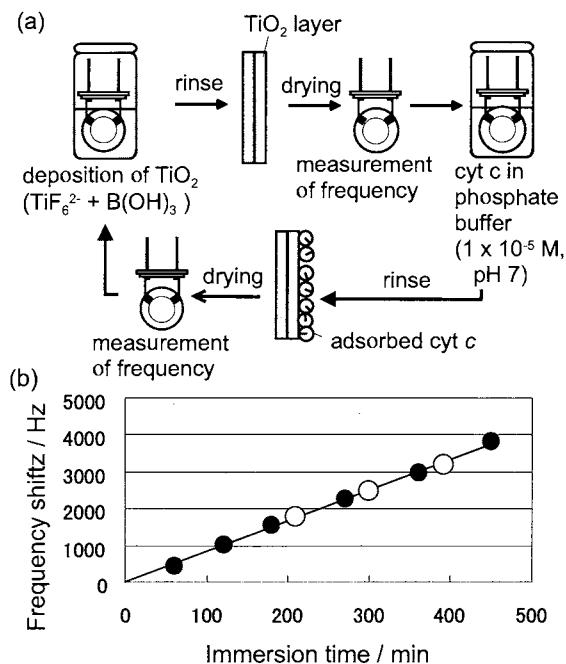 (a)
TiO2 layer
rinse
drying
deposition of TiO2
(TiF6^2- + B(OH)3 )
measurement
of frequency
cyt c in
phosphate
buffer
(1 x 10^-5 M,
pH 7)
drying
rinse
measurement
of frequency
adsorbed cyt c
(b)
Frequency shiftz / Hz
5000
4000
3000
2000
1000
0
0 100 200 300 400 500
Immersion time / min